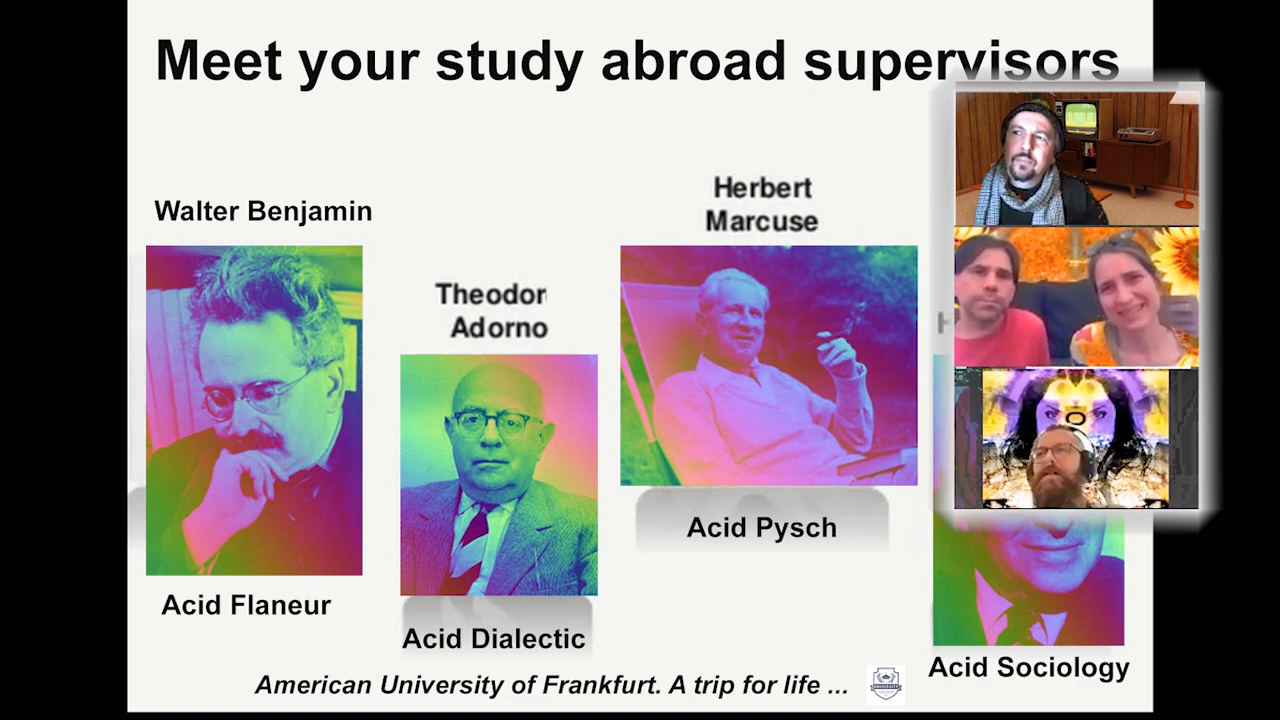 Meet your study abroad supervisors
Walter Benjamin
Herbert
Marcuse
Theodor
Adorno
H
Acid Pysch
Acid Flaneur
Acid Dialectic
Acid Sociology
American University of Frankfurt. A trip for life ...